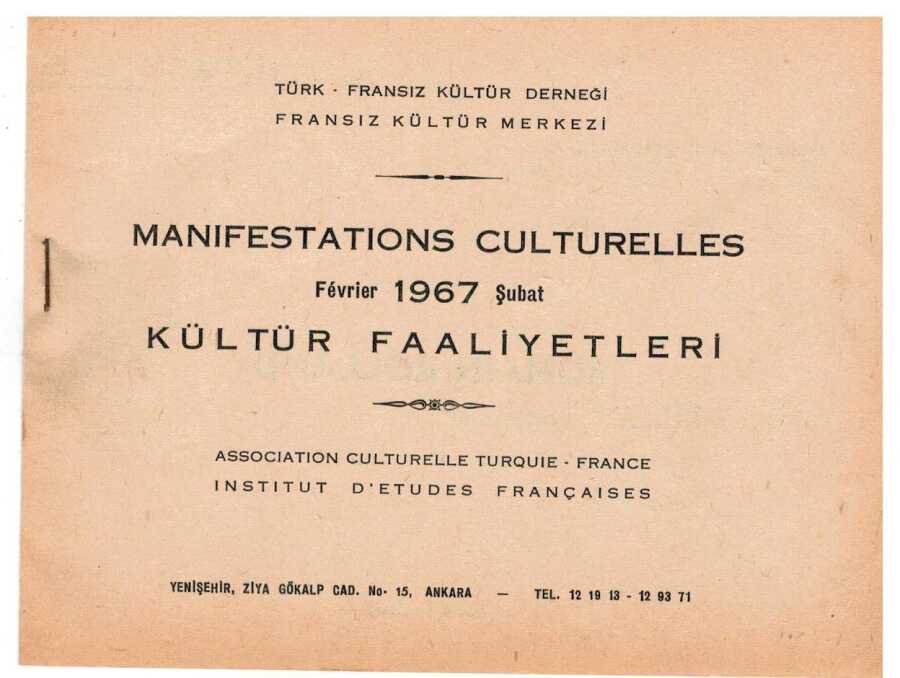 TÜRK - FRANSIZ KÜLTÜR DERNEĞİ
FRANSIZ KÜLTÜR MERKEZİ
MANIFESTATIONS CULTURELLES
Février 1967 Şubat
KÜLTÜR FAALİYETLERİ
ASSOCIATION CULTURELLE TURQUIE - FRANCE
INSTITUT D'ETUDES FRANÇAISES
YENİŞEHİR, ZİYA GÖKALP CAD. No. 15, ANKARA — TEL. 12 19 13 - 12 93 71